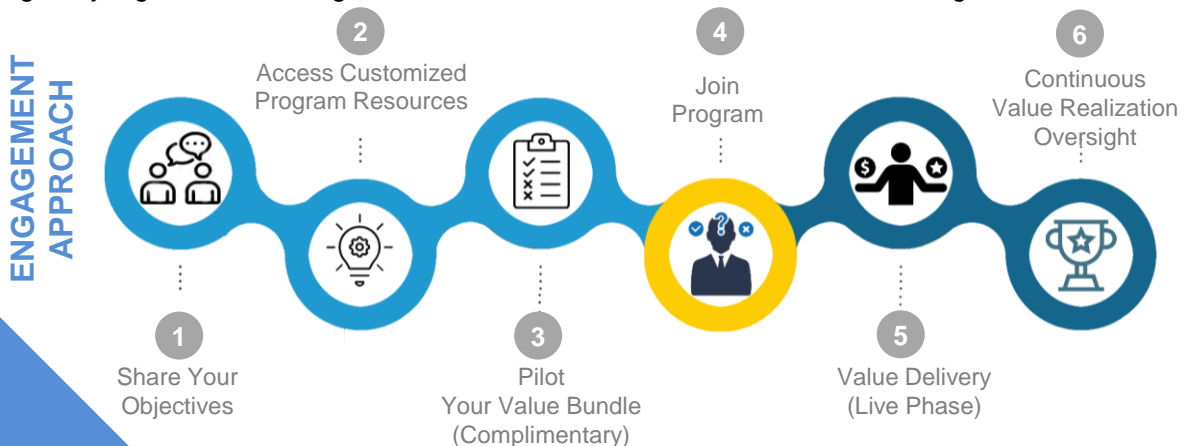 ENGAGEMENT
APPROACH
1
Share Your
Objectives
2
Access Customized
Program Resources
3
Pilot
Your Value Bundle
(Complimentary)
4
Join
Program
5
Value Delivery
(Live Phase)
6
Continuous
Value Realization
Oversight
$
?